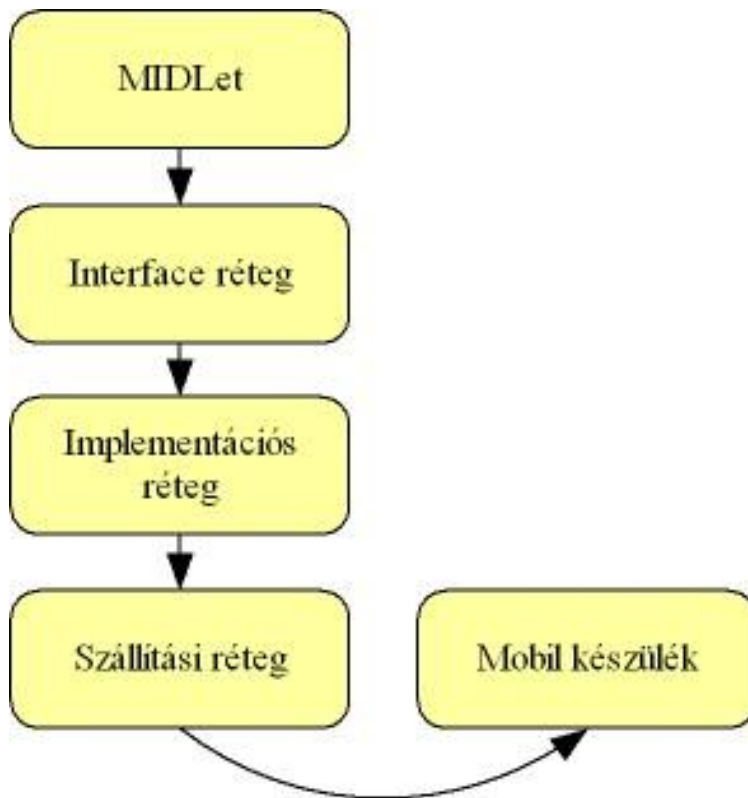 MIDLet
Interface réteg
Implementációs
réteg
Szállítási réteg
Mobil készülék